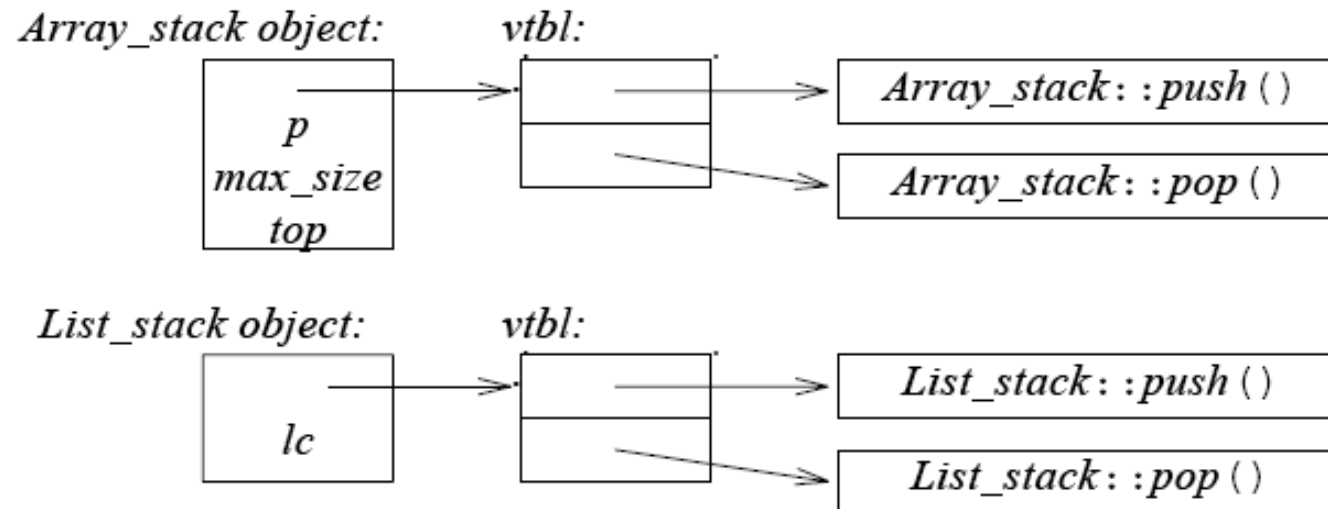 Array_stack object: vtbl:
Array_stack::push()
p
max_size
Array_stack::pop()
top
List_stack object: vtbl:
List_stack::push()
lc
List_stack::pop()